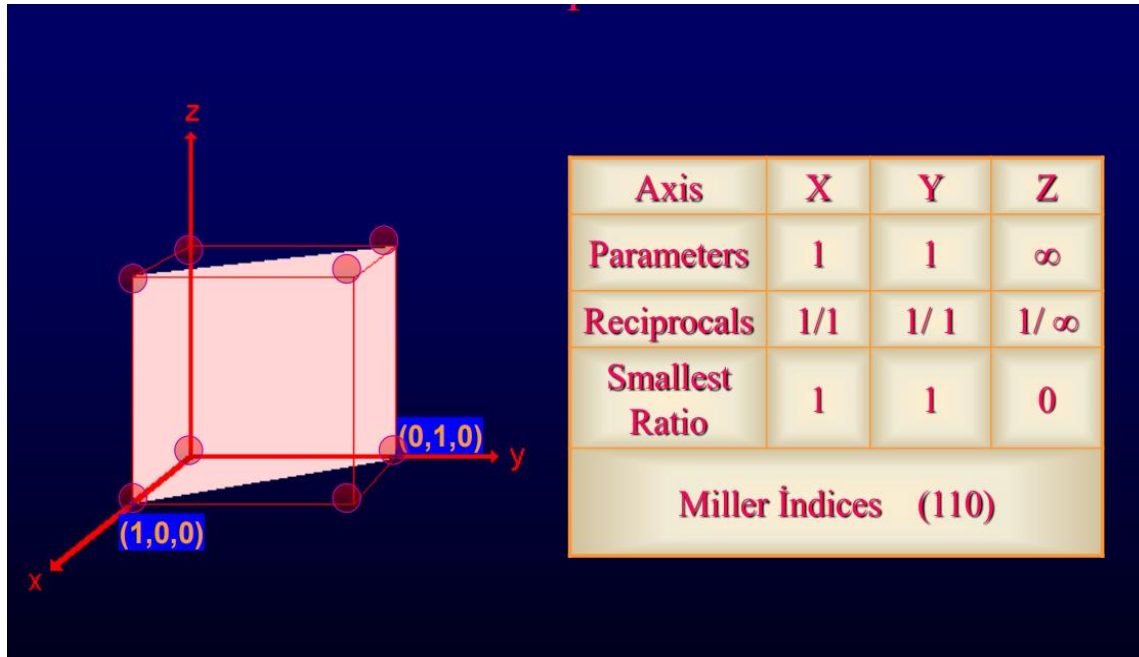 z
(0,1,0)
y
(1,0,0)
x
Axis X Y Z
Parameters 1 1 ∞
Reciprocals 1/1 1/ 1 1/ ∞
Smallest
Ratio 1 1 0
Miller İndices (110)